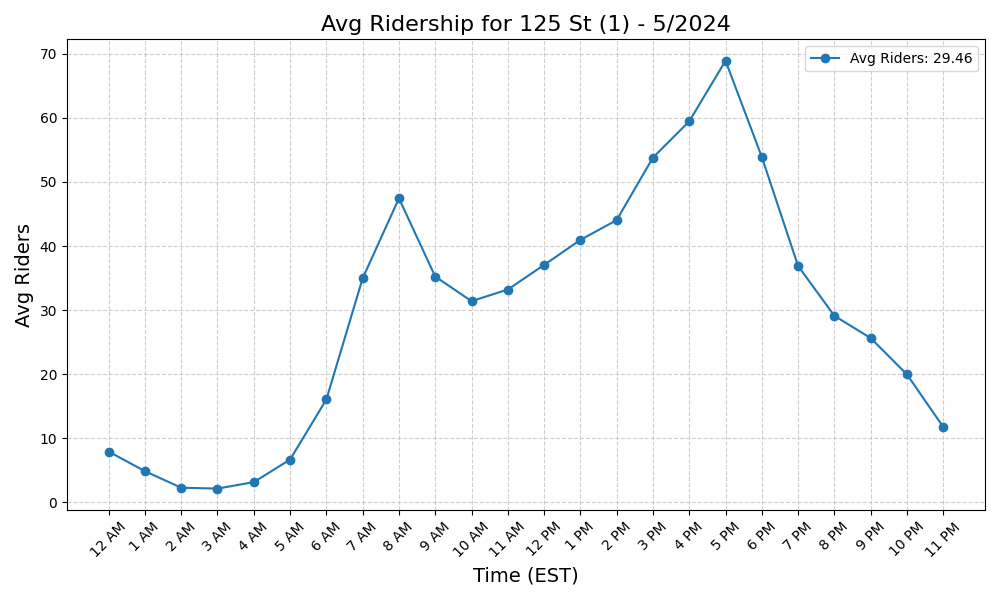 Avg Ridership for 125 St (1) - 5/2024
Avg Riders: 29.46
Avg Riders
70
60
50
40
30
20
10
0
12 AM
1 AM
2 AM
3 AM
4 AM
5 AM
6 AM
7 AM
8 AM
9 AM
10 AM
11 AM
12 PM
1 PM
2 PM
3 PM
4 PM
5 PM
6 PM
7 PM
8 PM
9 PM
10 PM
11 PM
Time (EST)